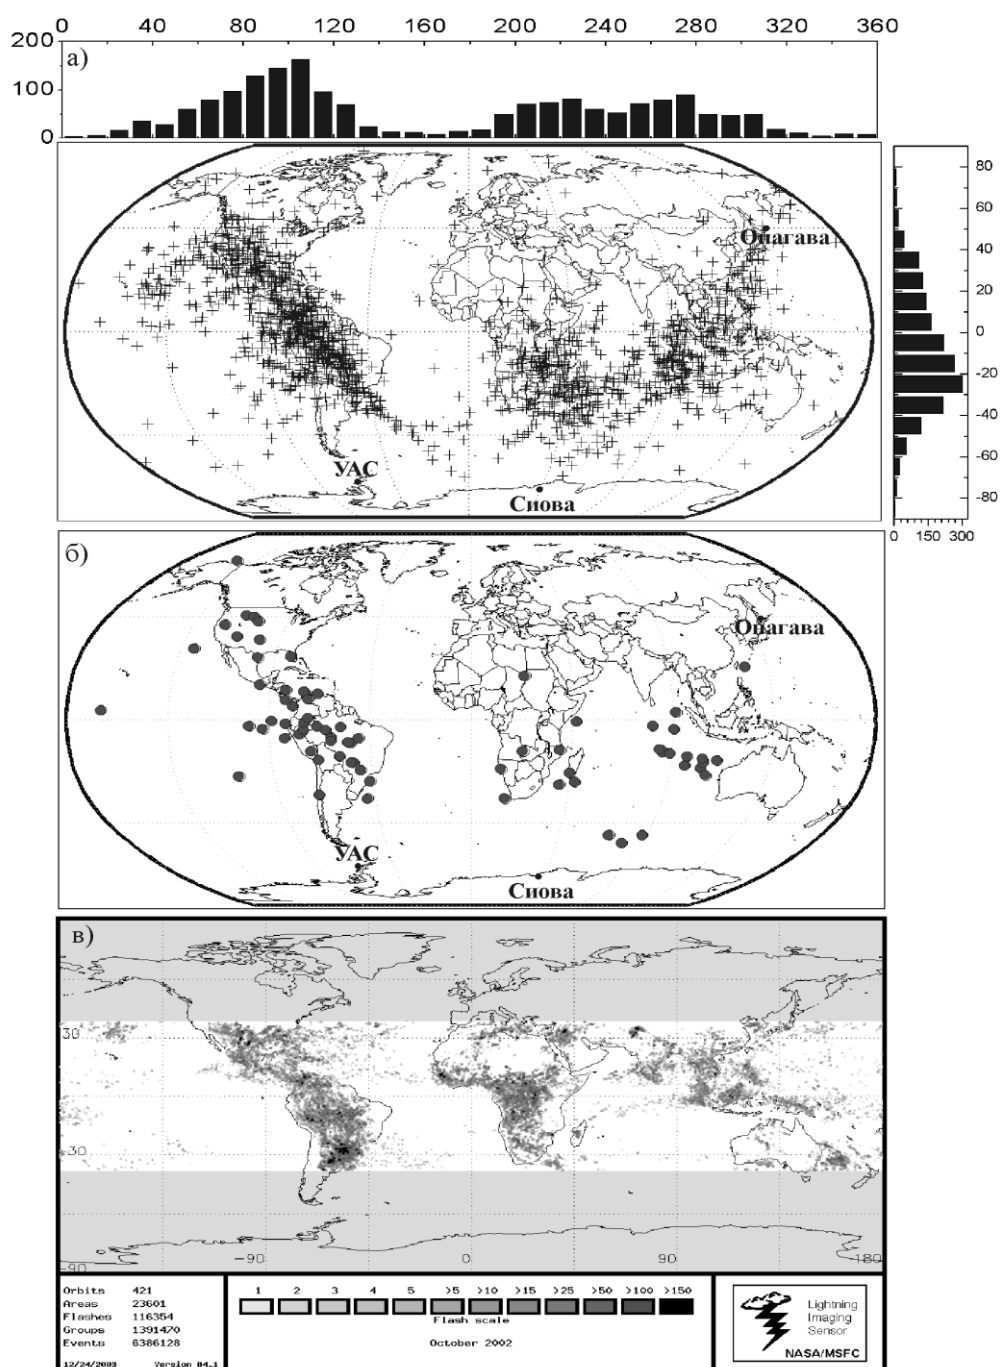 0 40 80 120 160 200 240 280 320 360
200
100
0
а)
80
60
40
20
0
-20
-40
-60
-80
0 150 300
Онагава
УАС
Сиова
б)
Онагава
УАС
Сиова
в)
30
30
-90
-90 0 90 180
Orbits 421
Areas 23601
Flashes 116354
Groups 1391470
Events 6386128
12/24/2003 Version 04.1
1 2 3 4 5 >5 >10 >15 >25 >50 >100 >150
Flash scale
October 2002
Lightning
Imaging
Sensor
NASA/MSFC